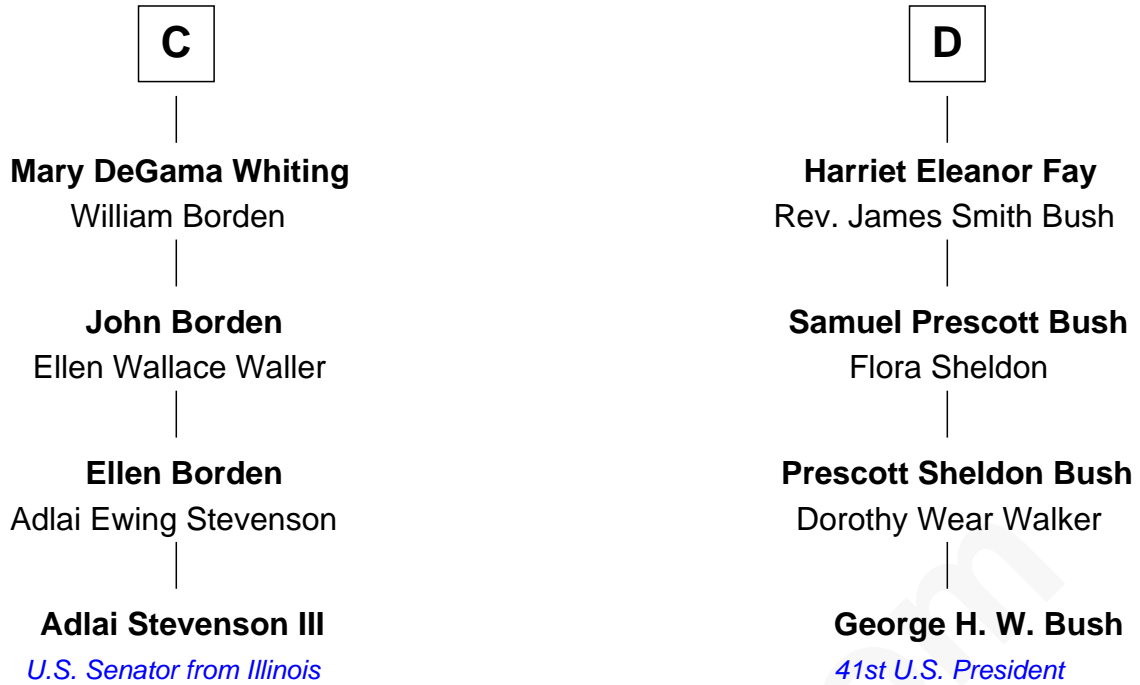 C
Mary DeGama Whiting
William Borden
John Borden
Ellen Wallace Waller
Ellen Borden
Adlai Ewing Stevenson
Adlai Stevenson III
U.S. Senator from Illinois
D
Harriet Eleanor Fay
Rev. James Smith Bush
Samuel Prescott Bush
Flora Sheldon
Prescott Sheldon Bush
Dorothy Wear Walker
George H. W. Bush
41st U.S. President